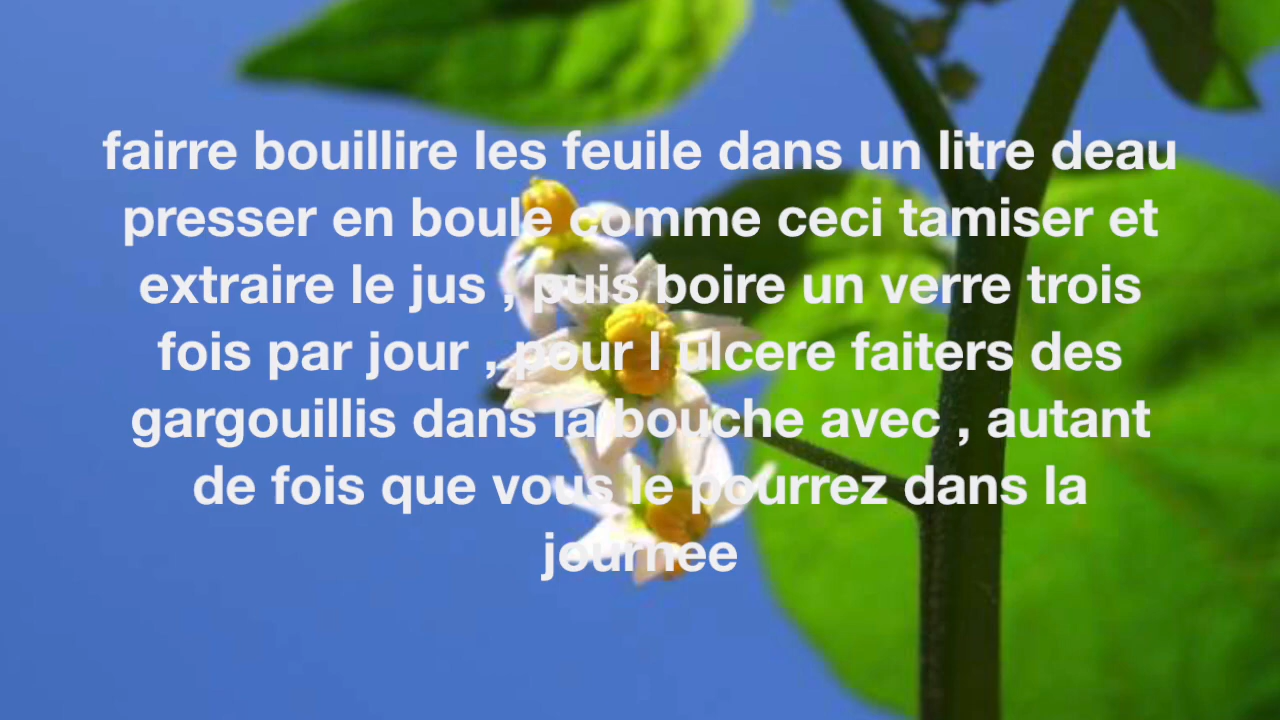 fairre bouillire les feuile dans un litre deau
presser en boule comme ceci tamiser et
extraire le jus , puis boire un verre trois
fois par jour , pour l ulcere faiters des
gargouillis dans la bouche avec , autant
de fois que vous le pourrez dans la
journee